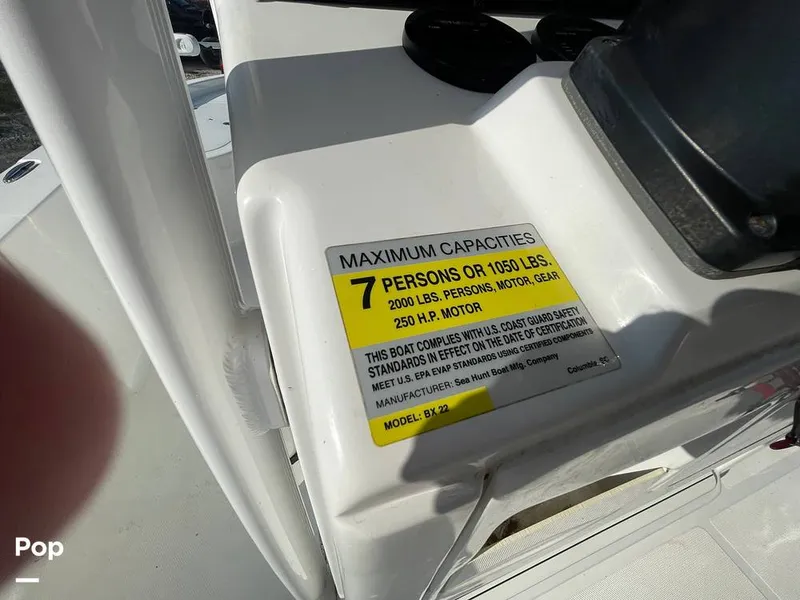 MAXIMUM CAPACITIES
7 PERSONS OR 1050 LBS.
2000 LBS. PERSONS, MOTOR, GEAR
250 H.P. MOTOR
THIS BOAT COMPLIES WITH U.S. COAST GUARD SAFETY
STANDARDS IN EFFECT ON THE DATE OF CERTIFICATION
MEET U.S. EPA EVAP STANDARDS USING CERTIFIED COMPONENTS
MANUFACTURER: Sea Hunt Boat Mfg. Company Columbia, SC
MODEL: BX 22
Pop